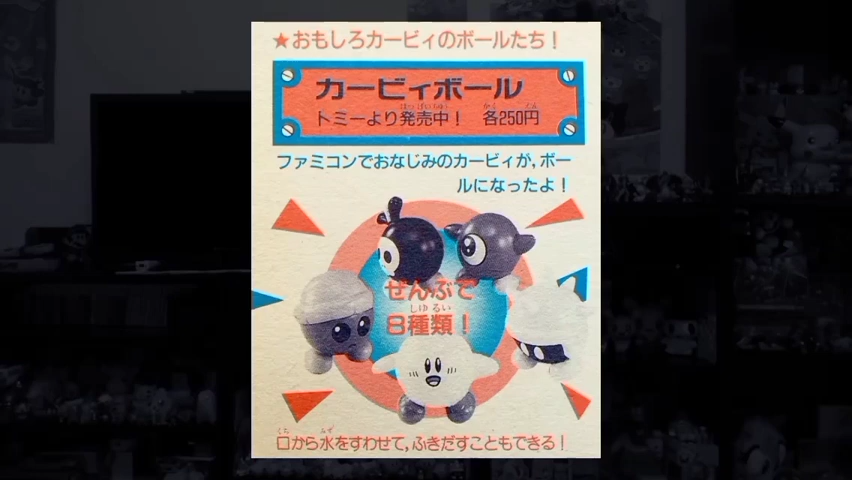 ★おもしろカービィのボールたち！
カービィボール
トミーより発売中！ 各250円
ファミコンでおなじみのカービィが,ボー
ルになったよ！
ぜんぶで
8種類！
口から水をすわせて,ふきだすこともできる！